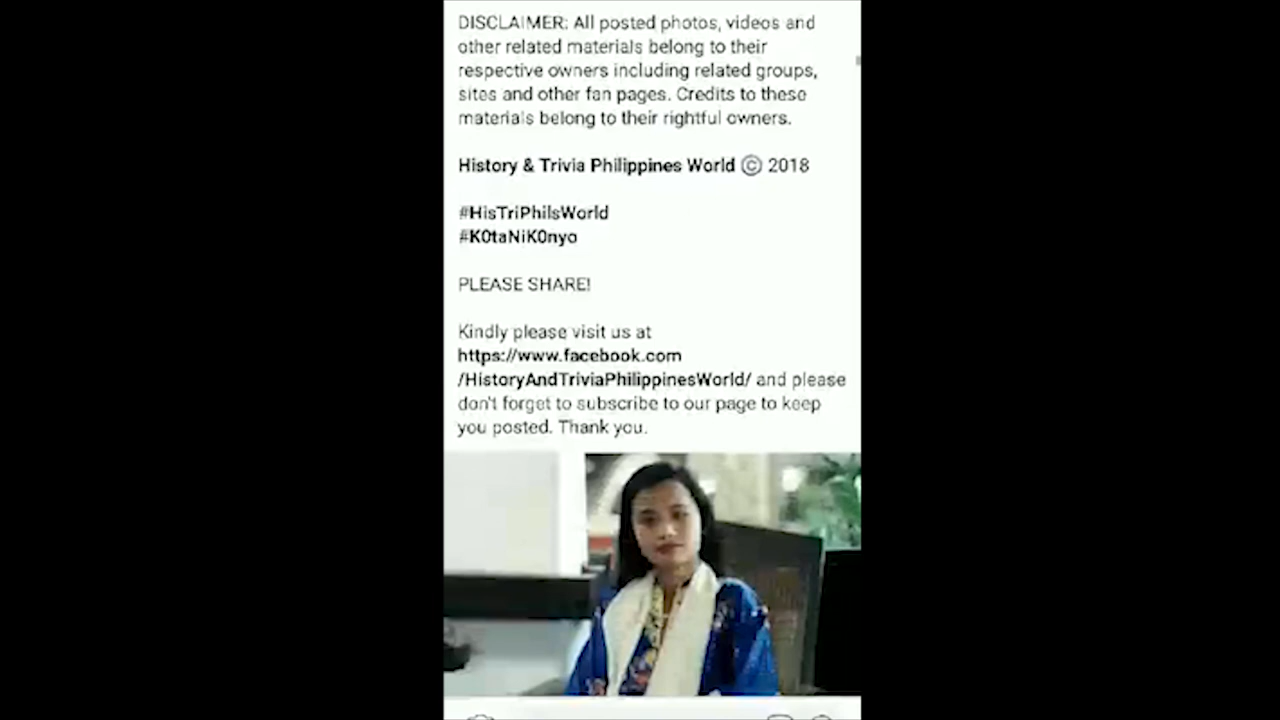 DISCLAIMER: All posted photos, videos and
other related materials belong to their
respective owners including related groups,
sites and other fan pages. Credits to these
materials belong to their rightful owners.
History & Trivia Philippines World © 2018
#HisTriPhilsWorld
#K0taNiK0nyo
PLEASE SHARE!
Kindly please visit us at
https://www.facebook.com
/HistoryAndTriviaPhilippinesWorld/ and please
don't forget to subscribe to our page to keep
you posted. Thank you.